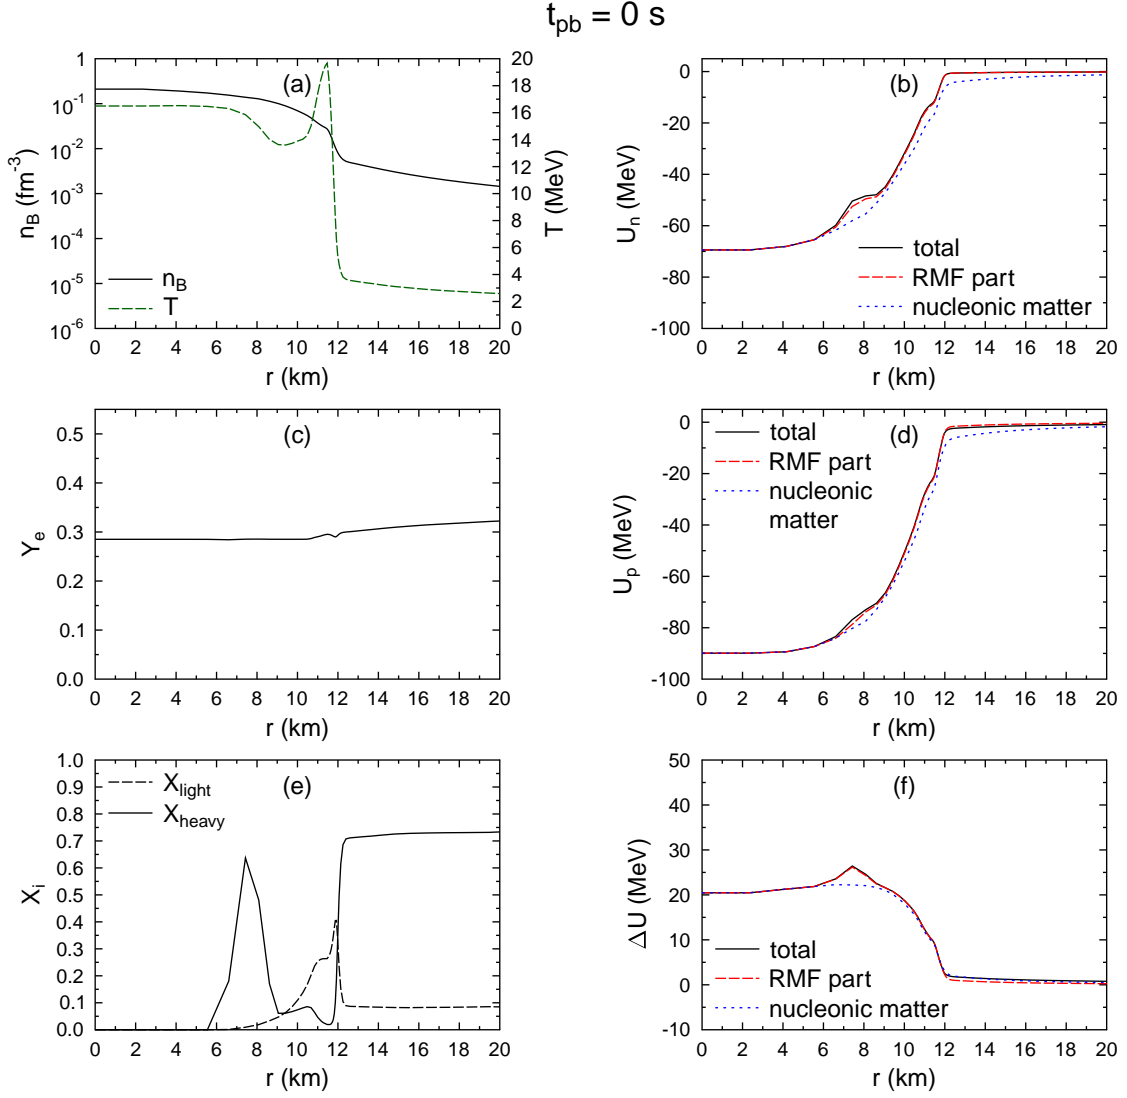 t_pb = 0 s
(a)
1
10^-1
10^-2
10^-3
10^-4
10^-5
10^-6
n_B (fm^-3)
20
18
16
14
12
10
8
6
4
2
0
T (MeV)
n_B
T
0 2 4 6 8 10 12 14 16 18 20
r (km)
(b)
0
-20
-40
-60
-80
-100
U_n (MeV)
total
RMF part
nucleonic matter
0 2 4 6 8 10 12 14 16 18 20
r (km)
(c)
0.5
0.4
0.3
0.2
0.1
0.0
Y_e
0 2 4 6 8 10 12 14 16 18 20
r (km)
(d)
0
-20
-40
-60
-80
-100
U_p (MeV)
total
RMF part
nucleonic
matter
0 2 4 6 8 10 12 14 16 18 20
r (km)
(e)
1.0
0.9
0.8
0.7
0.6
0.5
0.4
0.3
0.2
0.1
0.0
X_i
X_light
X_heavy
0 2 4 6 8 10 12 14 16 18 20
r (km)
(f)
50
40
30
20
10
0
-10
ΔU (MeV)
total
RMF part
nucleonic matter
0 2 4 6 8 10 12 14 16 18 20
r (km)